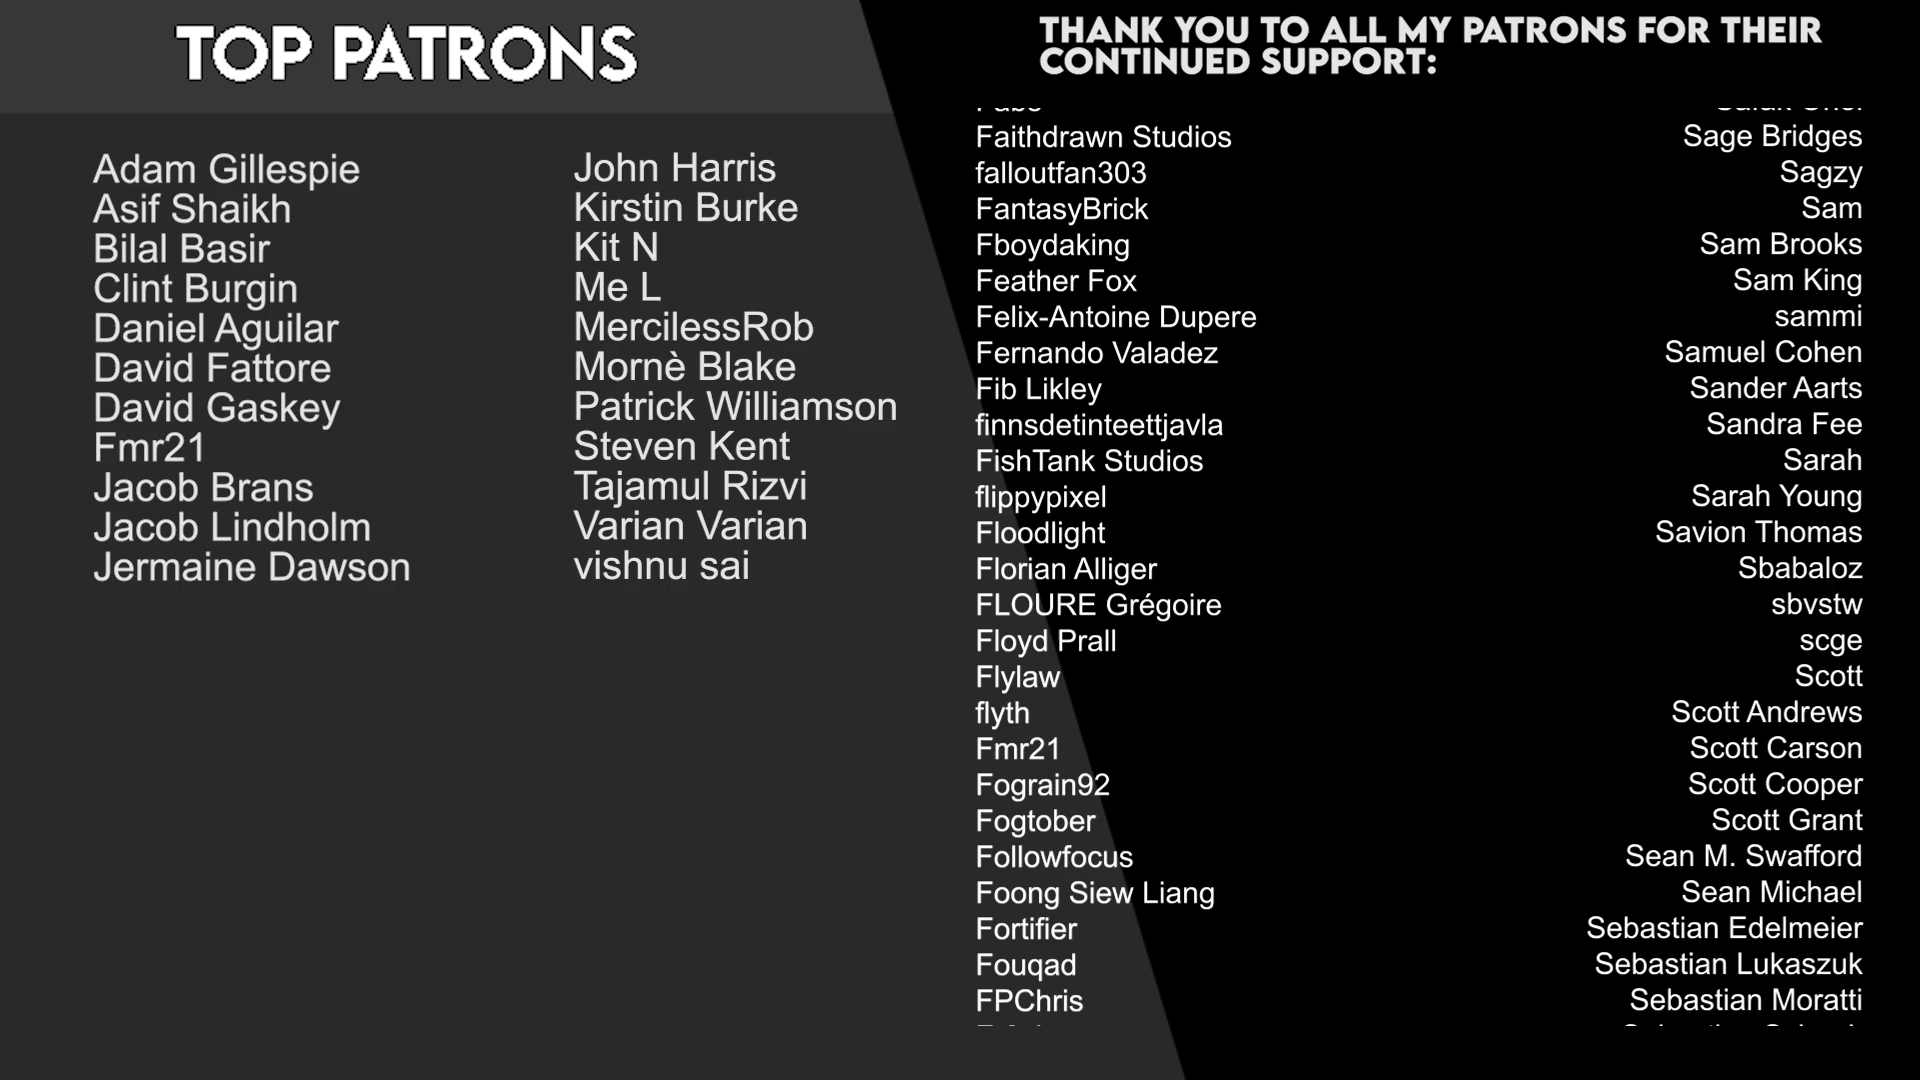 TOP PATRONS
Adam Gillespie
Asif Shaikh
Bilal Basir
Clint Burgin
Daniel Aguilar
David Fattore
David Gaskey
Fmr21
Jacob Brans
Jacob Lindholm
Jermaine Dawson
John Harris
Kirstin Burke
Kit N
Me L
MercilessRob
Mornè Blake
Patrick Williamson
Steven Kent
Tajamul Rizvi
Varian Varian
vishnu sai
THANK YOU TO ALL MY PATRONS FOR THEIR
CONTINUED SUPPORT:
Faithdrawn Studios
falloutfan303
FantasyBrick
Fboydaking
Feather Fox
Felix-Antoine Dupere
Fernando Valadez
Fib Likley
finnsdetinteettjavla
FishTank Studios
flippypixel
Floodlight
Florian Alliger
FLOURE Grégoire
Floyd Prall
Flylaw
flyth
Fmr21
Fograin92
Fogtober
Followfocus
Foong Siew Liang
Fortifier
Fouqad
FPChris
Sage Bridges
Sagzy
Sam
Sam Brooks
Sam King
sammi
Samuel Cohen
Sander Aarts
Sandra Fee
Sarah
Sarah Young
Savion Thomas
Sbabaloz
sbvstw
scge
Scott
Scott Andrews
Scott Carson
Scott Cooper
Scott Grant
Sean M. Swafford
Sean Michael
Sebastian Edelmeier
Sebastian Lukaszuk
Sebastian Moratti